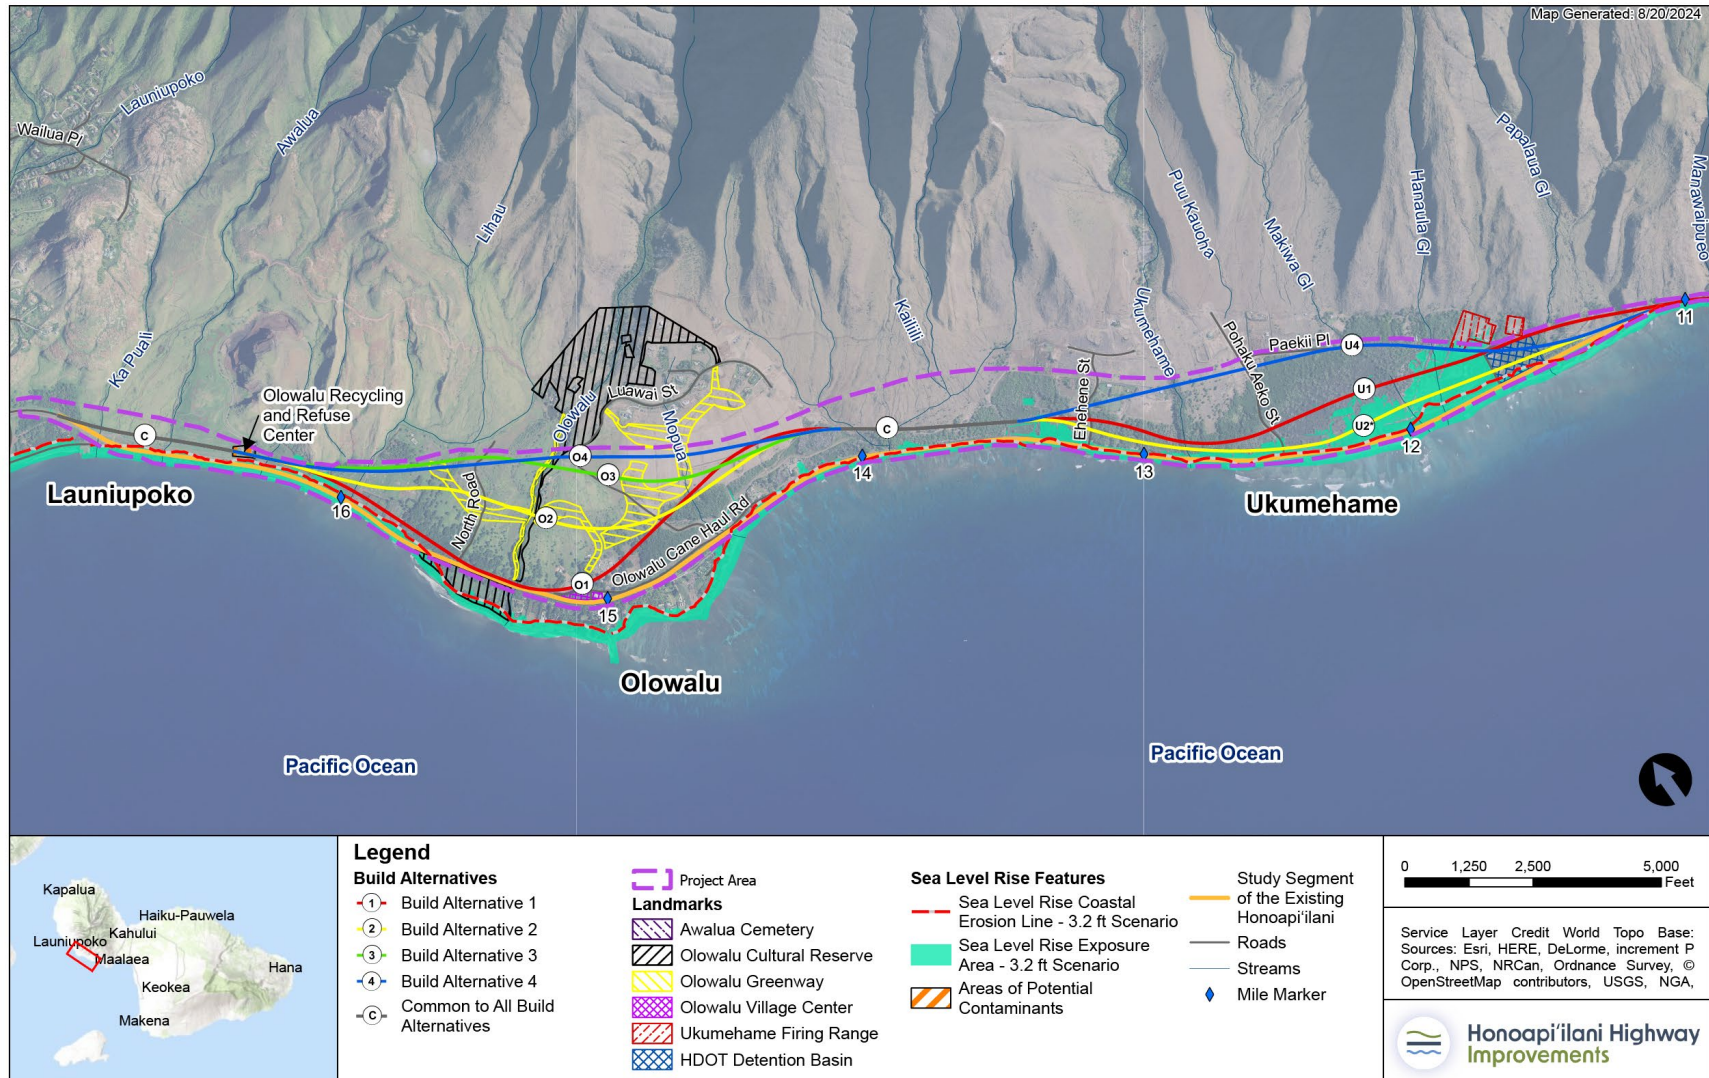 Map Generated: 8/20/2024
Launiupoko
Wailua Pl
Awalua
Lihau
Ka Puali
Olowalu Recycling
and Refuse
Center
Luawai St
Olowalu
Mopua
North Road
Olowalu Cane Haul Rd
Kailiili
Ukumehame
Puu Kauoha
Makiwa Gl
Hanaula Gl
Papalaua Gl
Manawaipueo
Ehehene St
Pohaku Aeko St
Paekii Pl
C
O4
O3
O2
O1
C
U4
U1
U2*
16
15
14
13
12
11
Launiupoko
Olowalu
Ukumehame
Pacific Ocean
Pacific Ocean
Kapalua
Haiku-Pauwela
Kahului
Launiupoko
Maalaea
Hana
Keokea
Makena
Legend
Build Alternatives
1 Build Alternative 1
2 Build Alternative 2
3 Build Alternative 3
4 Build Alternative 4
C Common to All Build
Alternatives
Project Area
Landmarks
Awalua Cemetery
Olowalu Cultural Reserve
Olowalu Greenway
Olowalu Village Center
Ukumehame Firing Range
HDOT Detention Basin
Sea Level Rise Features
Sea Level Rise Coastal
Erosion Line - 3.2 ft Scenario
Sea Level Rise Exposure
Area - 3.2 ft Scenario
Areas of Potential
Contaminants
Study Segment
of the Existing
Honoapiʻilani
Roads
Streams
Mile Marker
0 1,250 2,500 5,000
Feet
Service Layer Credit World Topo Base:
Sources: Esri, HERE, DeLorme, increment P
Corp., NPS, NRCan, Ordnance Survey, ©
OpenStreetMap contributors, USGS, NGA,
Honoapiʻilani Highway
Improvements